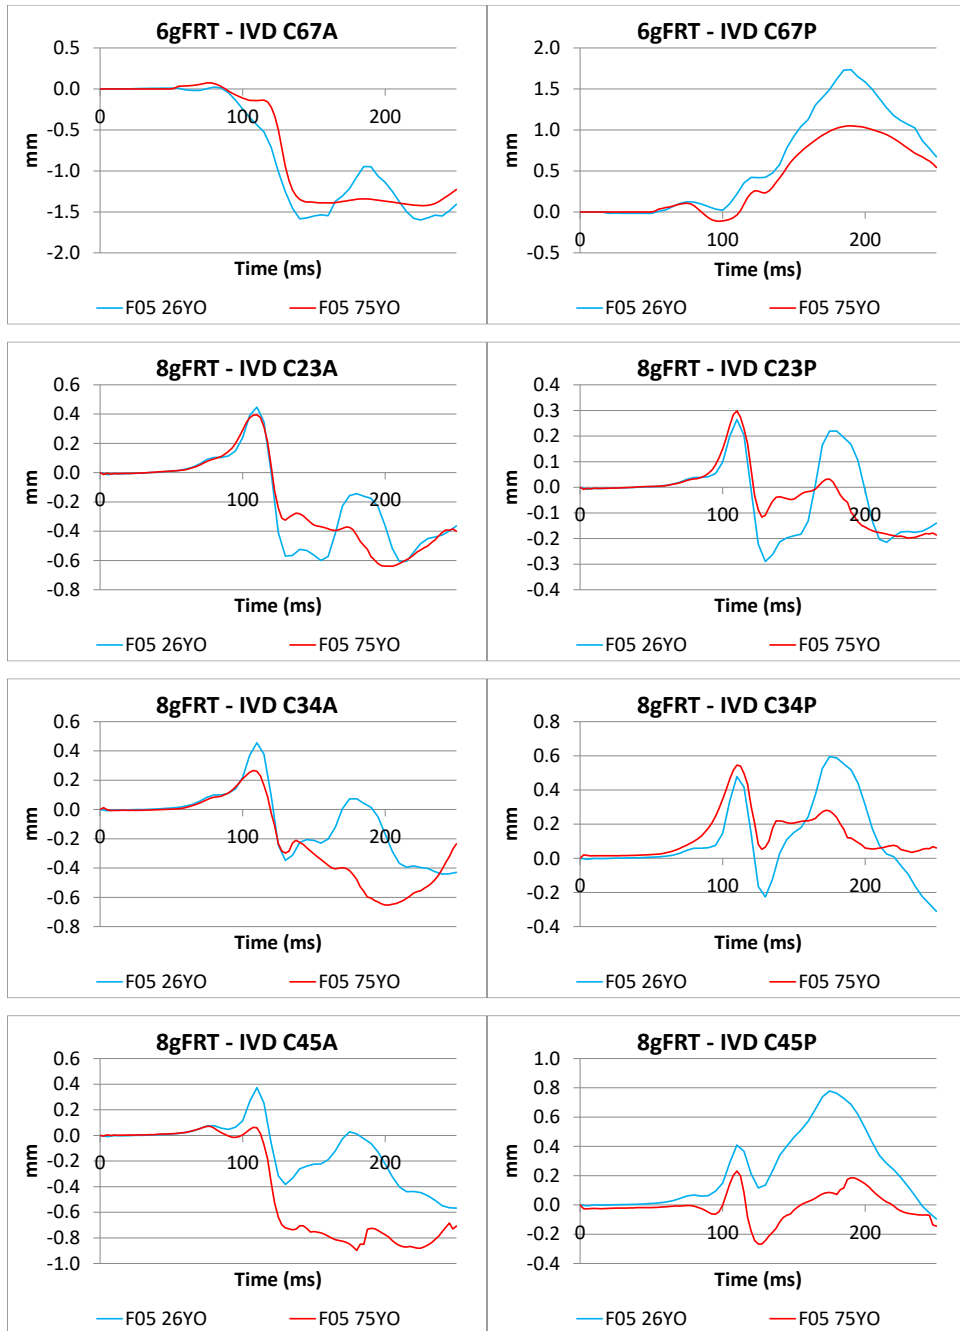 6gFRT - IVD C67A
0.5
0.0
-0.5
-1.0
-1.5
-2.0
mm
0
100
200
Time (ms)
F05 26YO
F05 75YO
6gFRT - IVD C67P
2.0
1.5
1.0
0.5
0.0
-0.5
mm
0
100
200
Time (ms)
F05 26YO
F05 75YO
8gFRT - IVD C23A
0.6
0.4
0.2
0.0
-0.2
-0.4
-0.6
-0.8
mm
0
100
200
Time (ms)
F05 26YO
F05 75YO
8gFRT - IVD C23P
0.4
0.3
0.2
0.1
0.0
-0.1
-0.2
-0.3
-0.4
mm
0
100
200
Time (ms)
F05 26YO
F05 75YO
8gFRT - IVD C34A
0.6
0.4
0.2
0.0
-0.2
-0.4
-0.6
-0.8
mm
0
100
200
Time (ms)
F05 26YO
F05 75YO
8gFRT - IVD C34P
0.8
0.6
0.4
0.2
0.0
-0.2
-0.4
mm
0
100
200
Time (ms)
F05 26YO
F05 75YO
8gFRT - IVD C45A
0.6
0.4
0.2
0.0
-0.2
-0.4
-0.6
-0.8
-1.0
mm
0
100
200
Time (ms)
F05 26YO
F05 75YO
8gFRT - IVD C45P
1.0
0.8
0.6
0.4
0.2
0.0
-0.2
-0.4
mm
0
100
200
Time (ms)
F05 26YO
F05 75YO